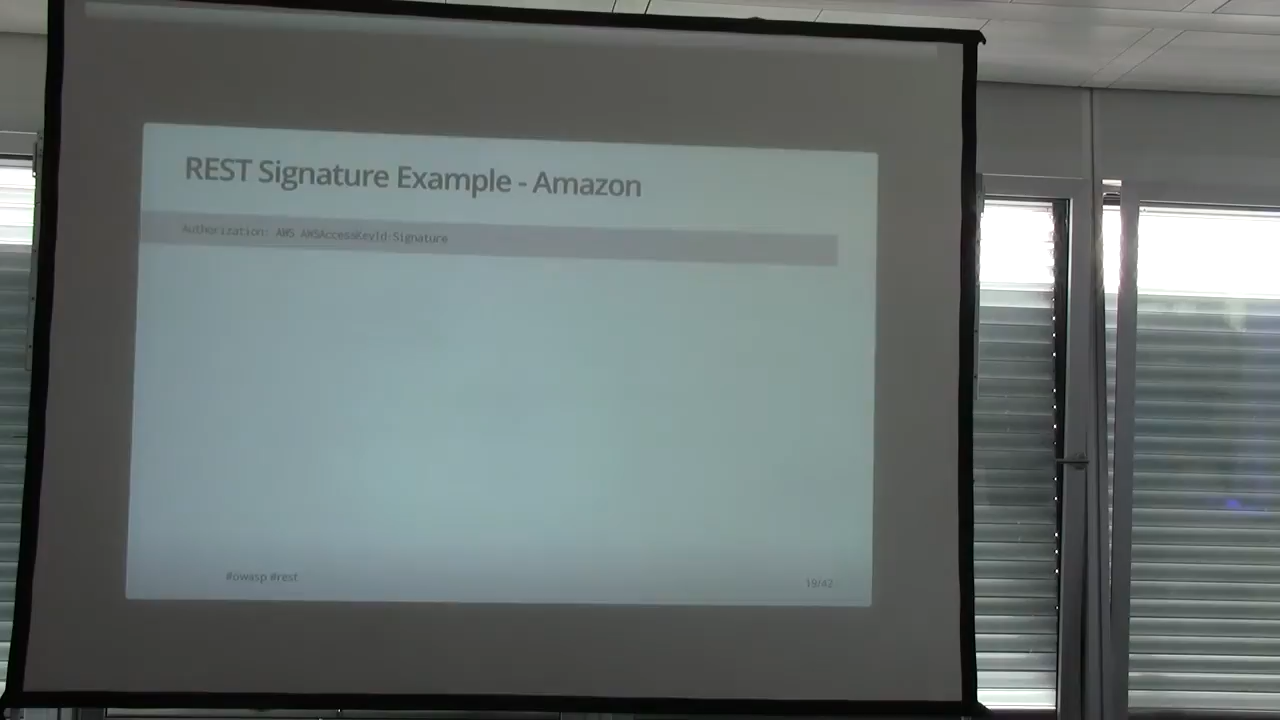 REST Signature Example - Amazon
Authorization: AWS AWSAccessKeyId:Signature
#owasp #rest
19/42